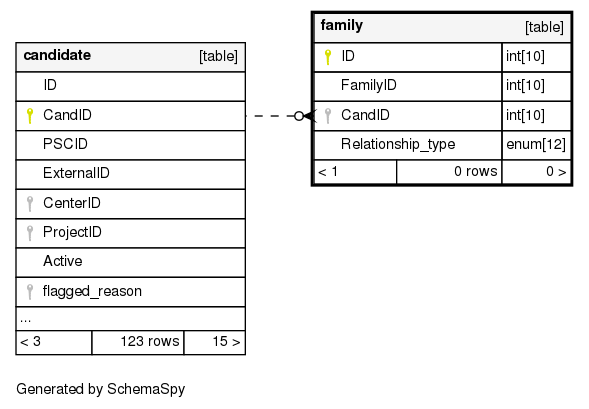 candidate [table]
ID
CandID
PSCID
ExternalID
CenterID
ProjectID
Active
flagged_reason
...
< 3 123 rows 15 >
family [table]
ID int[10]
FamilyID int[10]
CandID int[10]
Relationship_type enum[12]
< 1 0 rows 0 >
Generated by SchemaSpy